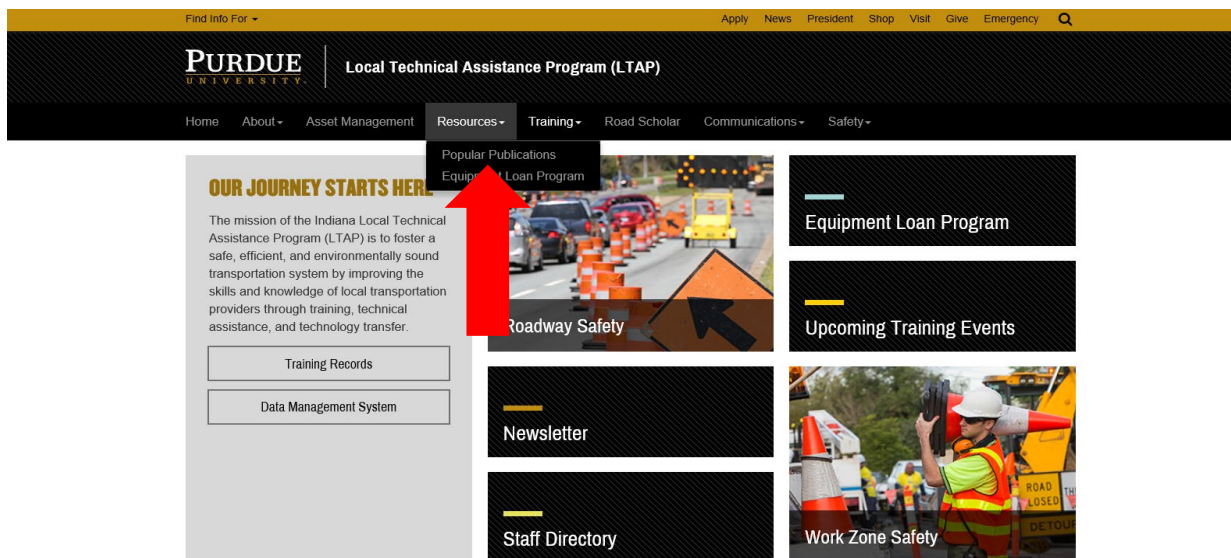 Find Info For
Apply News President Shop Visit Give Emergency
PURDUE
UNIVERSITY
Local Technical Assistance Program (LTAP)
Home About Asset Management Resources Training Road Scholar Communications Safety
Popular Publications
Loan Program
OUR JOURNEY STARTS HERE
The mission of the Indiana Local Technical
Assistance Program (LTAP) is to foster a
safe, efficient, and environmentally sound
transportation system by improving the
skills and knowledge of local transportation
providers through training, technical
assistance, and technology transfer.
Training Records
Data Management System
Roadway Safety
Equipment Loan Program
Upcoming Training Events
Newsletter
Staff Directory
ROAD
CLOSED
DETOUR
Work Zone Safety